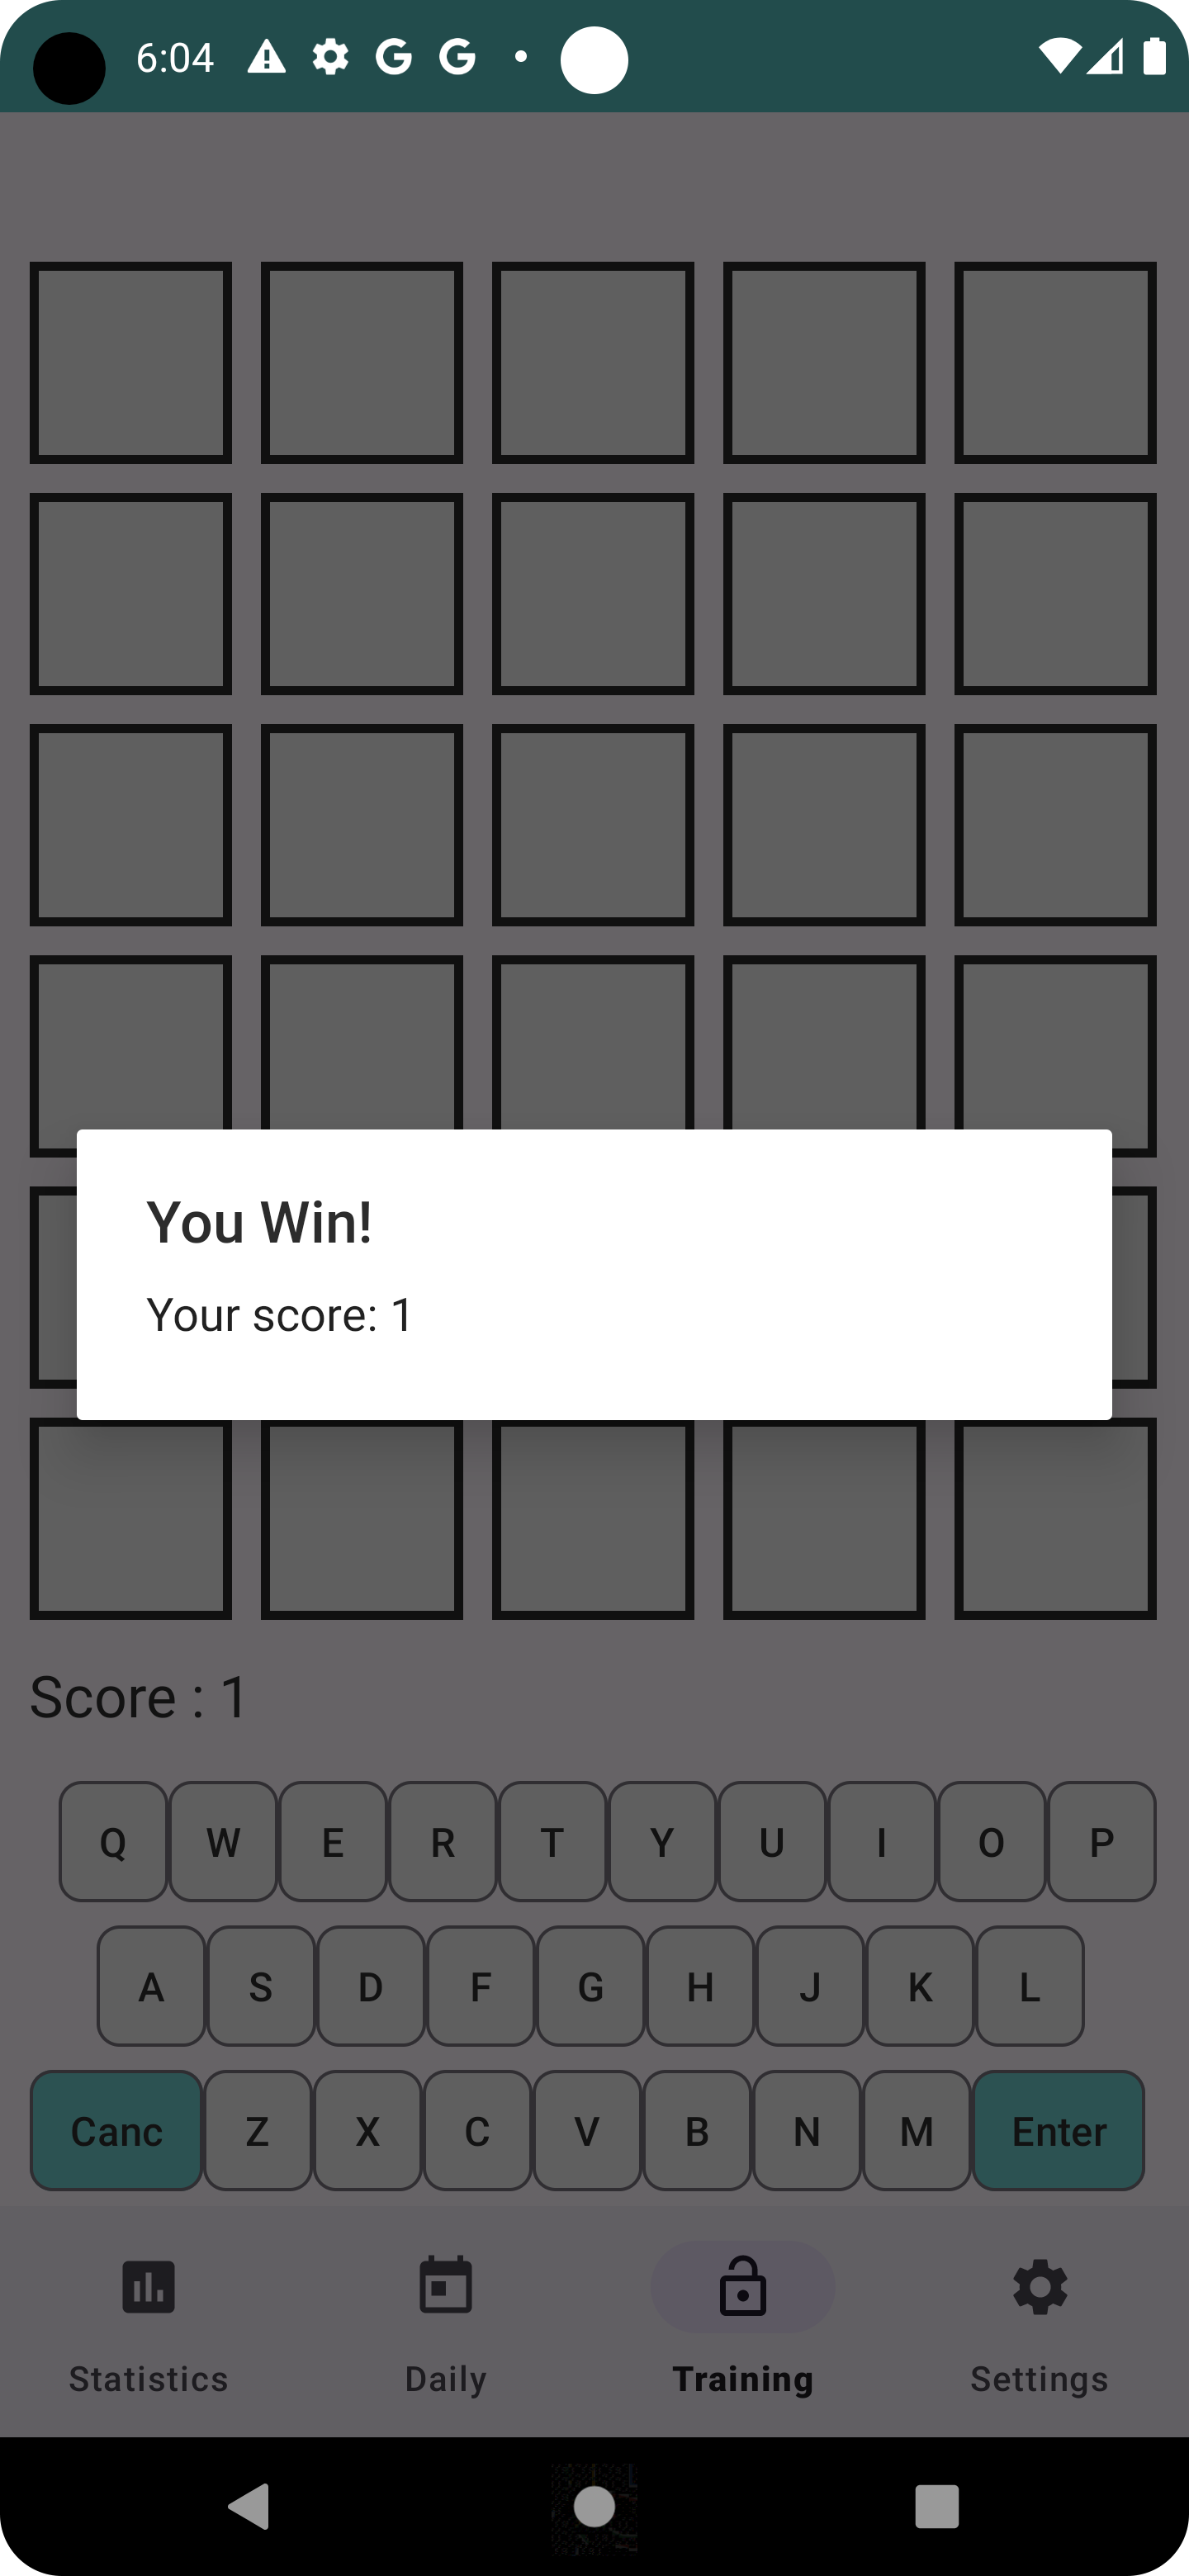 6:04
You Win!
Your score: 1
Score : 1
Q W E R T Y U I O P
A S D F G H J K L
Canc Z X C V B N M Enter
Statistics Daily Training Settings